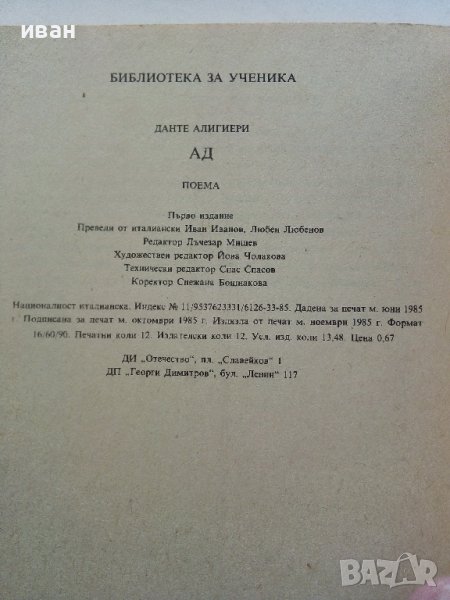 иван
БИБЛИОТЕКА ЗА УЧЕНИКА
ДАНТЕ АЛИГИЕРИ
АД
ПОЕМА
Първо издание
Превели от италиански Иван Иванов, Любен Любенов
Редактор Лъчезар Мишев
Художествен редактор Йова Чолакова
Технически редактор Спас Спасов
Коректор Снежана Бошнакова
Националност италианска. Индекс № 11/9537623331/6126-33-85. Дадена за печат м. юни 1985
г. Подписана за печат м. октомври 1985 г. Излязла от печат м. ноември 1985 г. Формат
16/60/90. Печатни коли 12. Издателски коли 12. Усл. изд. коли 13,48. Цена 0,67
ДИ „Отечество“, пл. „Славейков“ 1
ДП „Георги Димитров“, бул. „Ленин“ 117
BAZAR